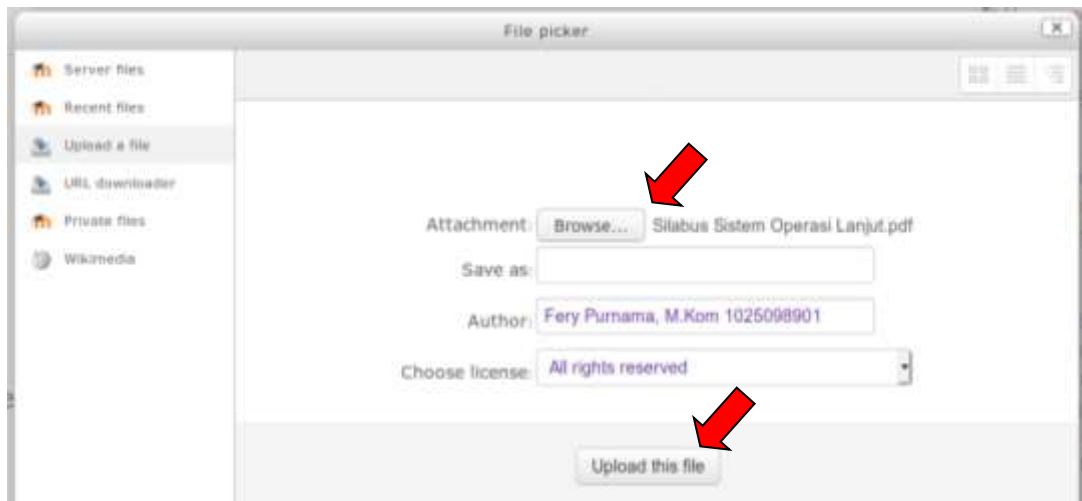 File picker
Server files
Recent files
Upload a file
URL downloader
Private files
Wikimedia
Attachment: Browse... Silabus Sistem Operasi Lanjut.pdf
Save as:
Author: Fery Purnama, M.Kom 1025098901
Choose license: All rights reserved
Upload this file